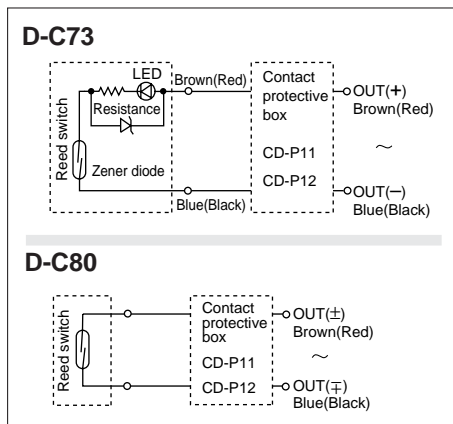 D-C73
LED
Brown(Red)
Resistance
Reed switch
Zener diode
Blue(Black)
Contact
protective
box
CD-P11
CD-P12
OUT(+)
Brown(Red)
~
OUT(−)
Blue(Black)
D-C80
Reed switch
Contact
protective
box
CD-P11
CD-P12
OUT(±)
Brown(Red)
~
OUT(∓)
Blue(Black)